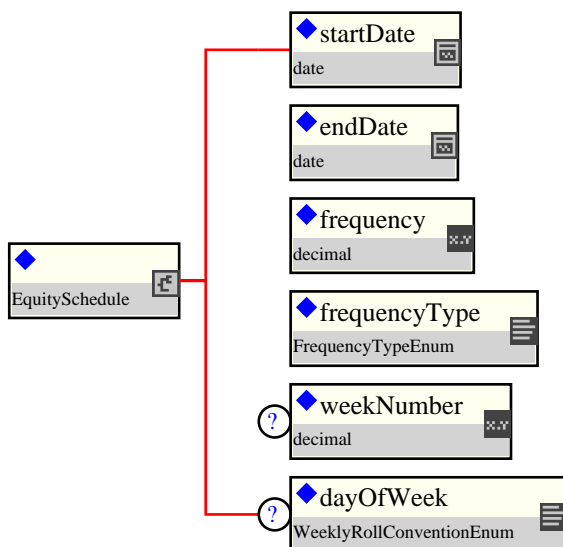 startDate
date
endDate
date
frequency
x.Y
decimal
EquitySchedule
frequencyType
FrequencyTypeEnum
?
weekNumber
x.Y
decimal
?
dayOfWeek
WeeklyRollConventionEnum